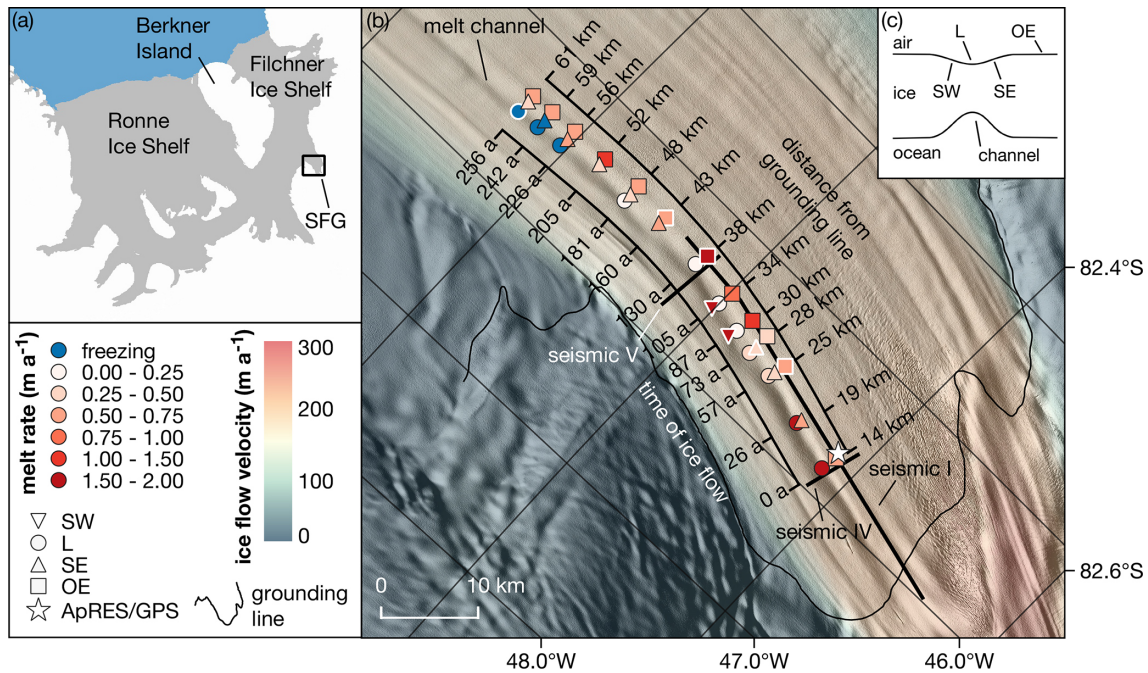 (a)
Berkner
Island
Filchner
Ice Shelf
Ronne
Ice Shelf
SFG
melt rate (m a⁻¹)
freezing
0.00 - 0.25
0.25 - 0.50
0.50 - 0.75
0.75 - 1.00
1.00 - 1.50
1.50 - 2.00
ice flow velocity (m a⁻¹)
300
200
100
0
SW
L
SE
OE
ApRES/GPS
grounding
line
(b)
melt channel
61 km
59 km
56 km
52 km
48 km
43 km
38 km
34 km
30 km
28 km
25 km
19 km
14 km
distance from
grounding line
256 a
242 a
226 a
205 a
181 a
160 a
130 a
105 a
87 a
73 a
57 a
26 a
0 a
time of ice flow
seismic V
seismic I
seismic IV
0
10 km
(c)
air
L
OE
ice
SW
SE
ocean
channel
82.4°S
82.6°S
48.0°W
47.0°W
46.0°W